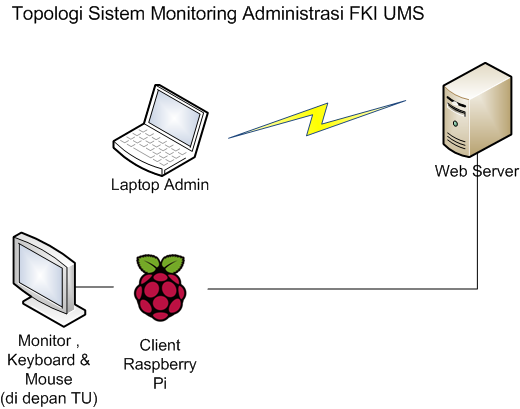 Topologi Sistem Monitoring Administrasi FKI UMS
Laptop Admin
Web Server
Monitor ,
Keyboard &
Mouse
(di depan TU)
Client
Raspberry
Pi